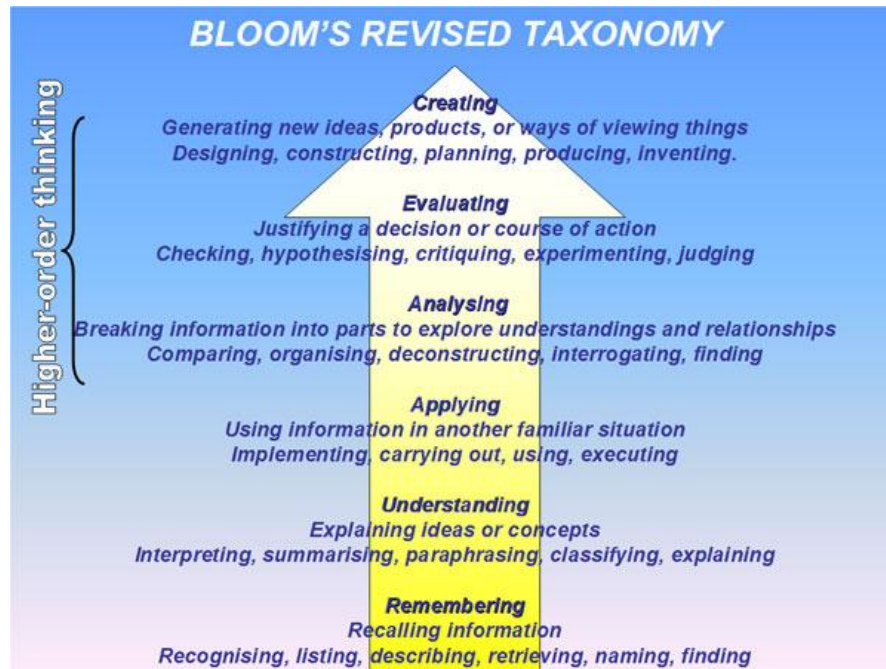 BLOOM'S REVISED TAXONOMY
Higher-order thinking
Creating
Generating new ideas, products, or ways of viewing things
Designing, constructing, planning, producing, inventing.
Evaluating
Justifying a decision or course of action
Checking, hypothesising, critiquing, experimenting, judging
Analysing
Breaking information into parts to explore understandings and relationships
Comparing, organising, deconstructing, interrogating, finding
Applying
Using information in another familiar situation
Implementing, carrying out, using, executing
Understanding
Explaining ideas or concepts
Interpreting, summarising, paraphrasing, classifying, explaining
Remembering
Recalling information
Recognising, listing, describing, retrieving, naming, finding